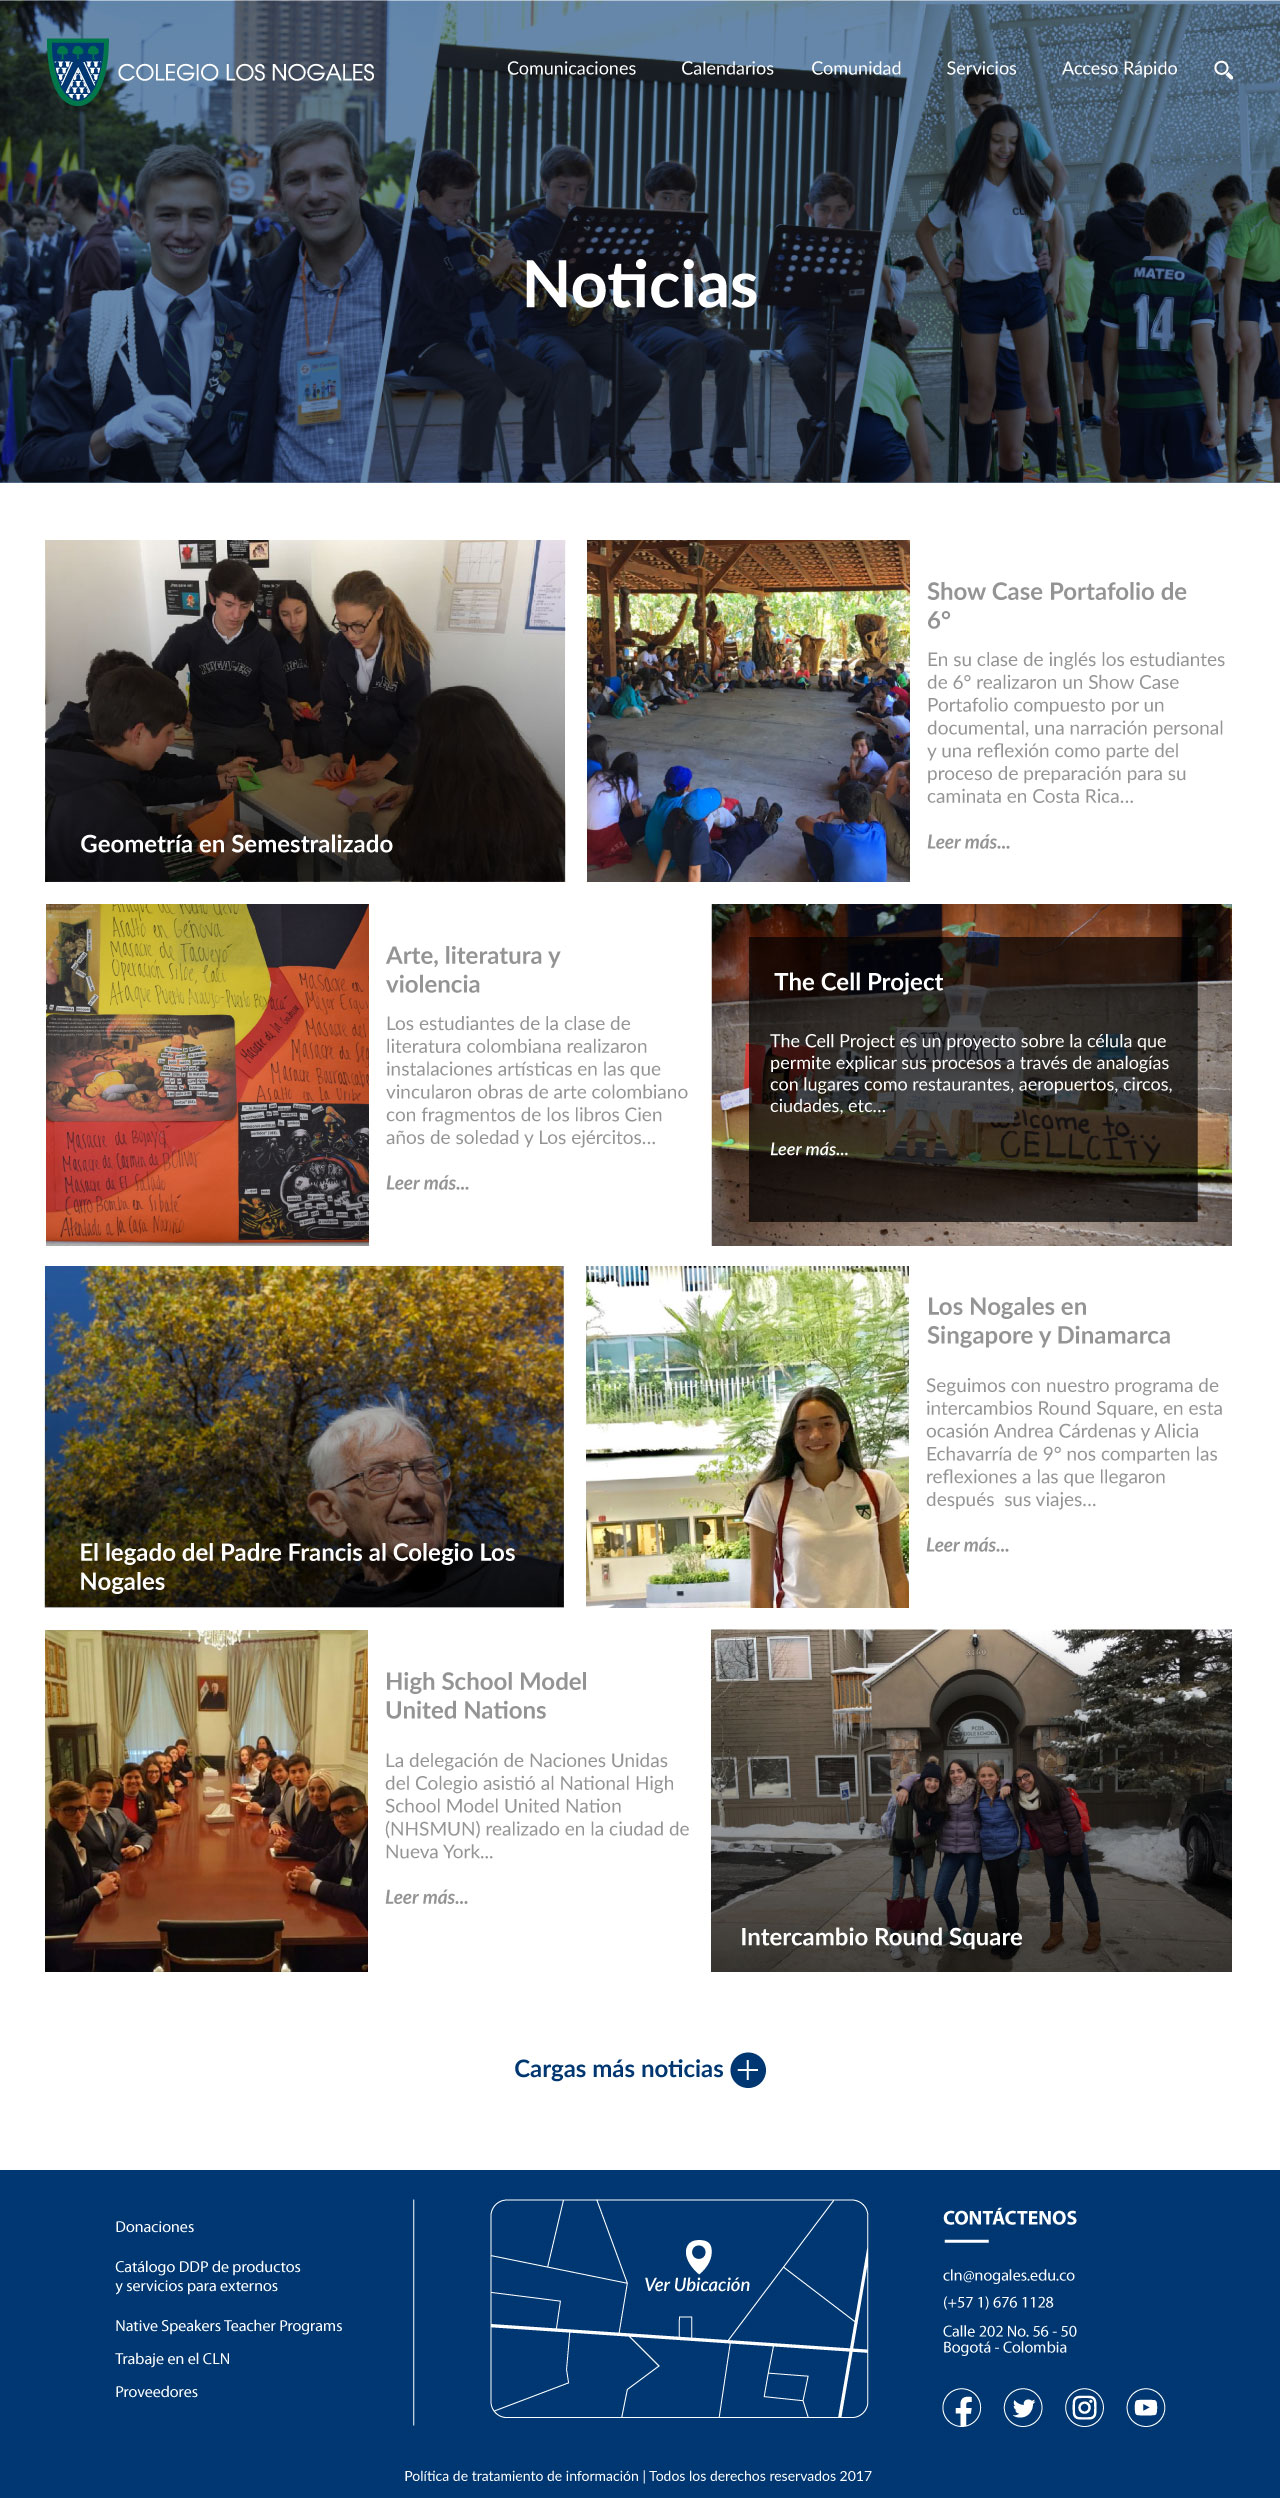 COLEGIO LOS NOGALES
Comunicaciones
Calendarios
Comunidad
Servicios
Acceso Rápido
MATEO
14
Noticias
Geometría en Semestralizado
Show Case Portafolio de
6°
En su clase de inglés los estudiantes
de 6° realizaron un Show Case
Portafolio compuesto por un
documental, una narración personal
y una reflexión como parte del
proceso de preparación para su
caminata en Costa Rica...
Leer más...
Asalto en Génova
Masacre de Tacueyó
Arte, literatura y
violencia
Los estudiantes de la clase de
literatura colombiana realizaron
instalaciones artísticas en las que
vincularon obras de arte colombiano
con fragmentos de los libros Cien
años de soledad y Los ejércitos...
Leer más...
The Cell Project
The Cell Project es un proyecto sobre la célula que
permite explicar sus procesos a través de analogías
con lugares como restaurantes, aeropuertos, circos,
ciudades, etc...
Leer más...
Welcome to
CELLCITY
El legado del Padre Francis al Colegio Los
Nogales
Los Nogales en
Singapore y Dinamarca
Seguimos con nuestro programa de
intercambios Round Square, en esta
ocasión Andrea Cárdenas y Alicia
Echavarría de 9° nos comparten las
reflexiones a las que llegaron
después  sus viajes...
Leer más...
High School Model
United Nations
La delegación de Naciones Unidas
del Colegio asistió al National High
School Model United Nation
(NHSMUN) realizado en la ciudad de
Nueva York...
Leer más...
Intercambio Round Square
Cargas más noticias
Donaciones
Catálogo DDP de productos
y servicios para externos
Native Speakers Teacher Programs
Trabaje en el CLN
Proveedores
Ver Ubicación
CONTÁCTENOS
cln@nogales.edu.co
(+57 1) 676 1128
Calle 202 No. 56 - 50
Bogotá - Colombia
Política de tratamiento de información | Todos los derechos reservados 2017